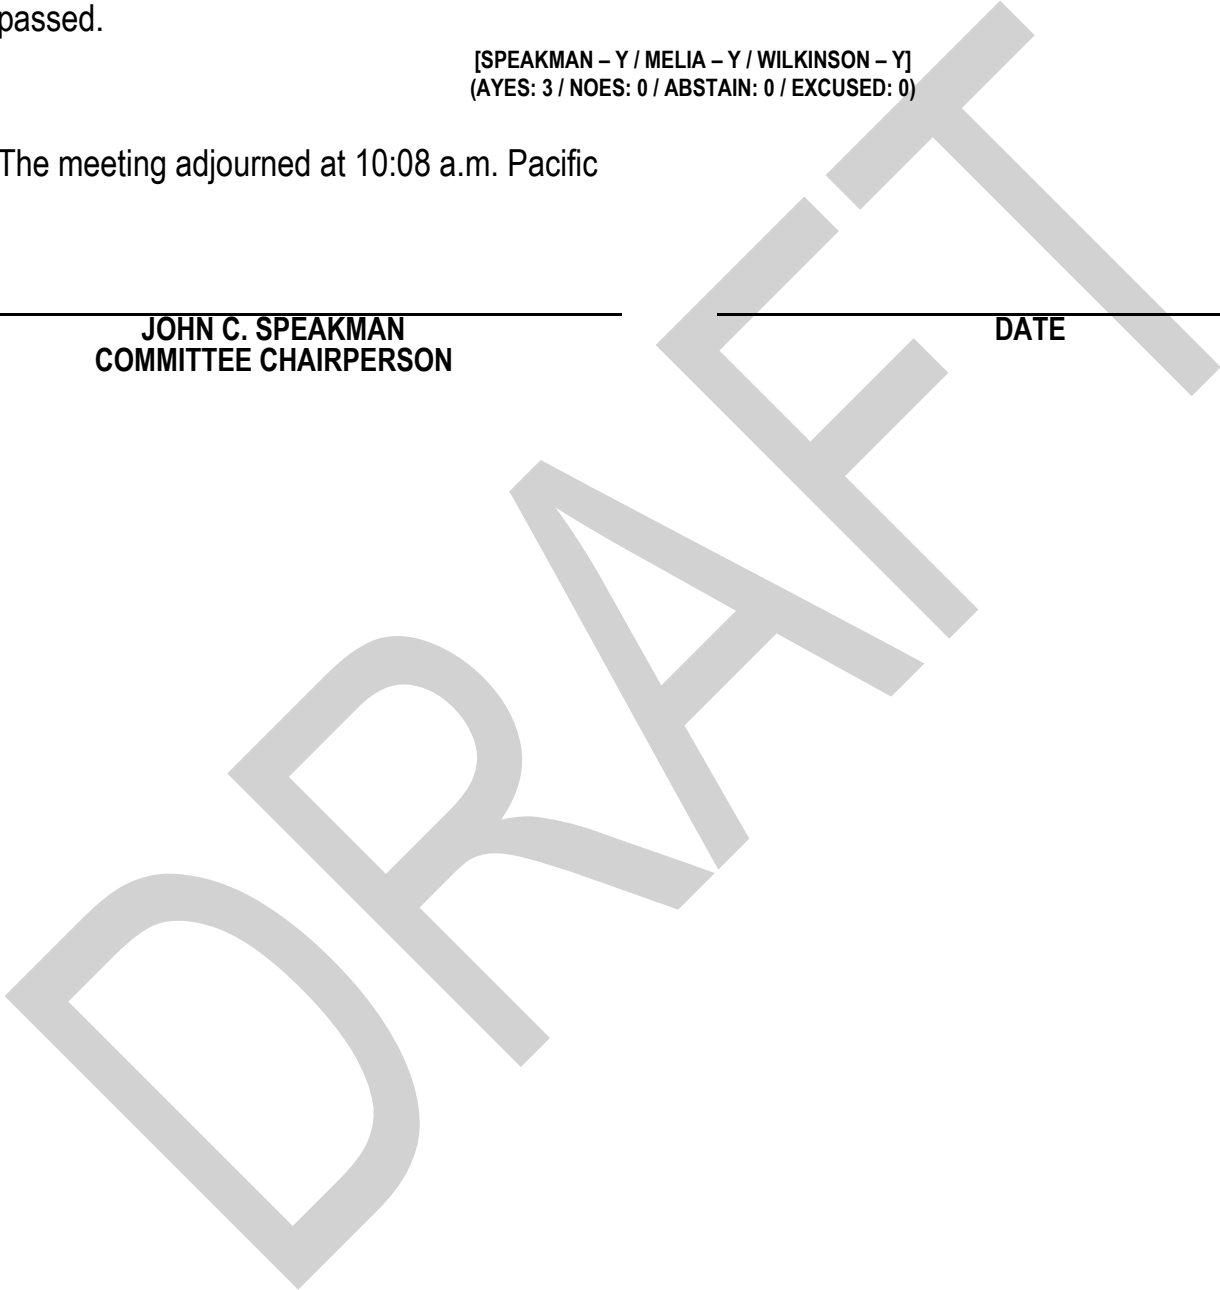 passed.
[SPEAKMAN – Y / MELIA – Y / WILKINSON – Y]
(AYES: 3 / NOES: 0 / ABSTAIN: 0 / EXCUSED: 0)
The meeting adjourned at 10:08 a.m. Pacific
JOHN C. SPEAKMAN
COMMITTEE CHAIRPERSON
DATE
DRAFT